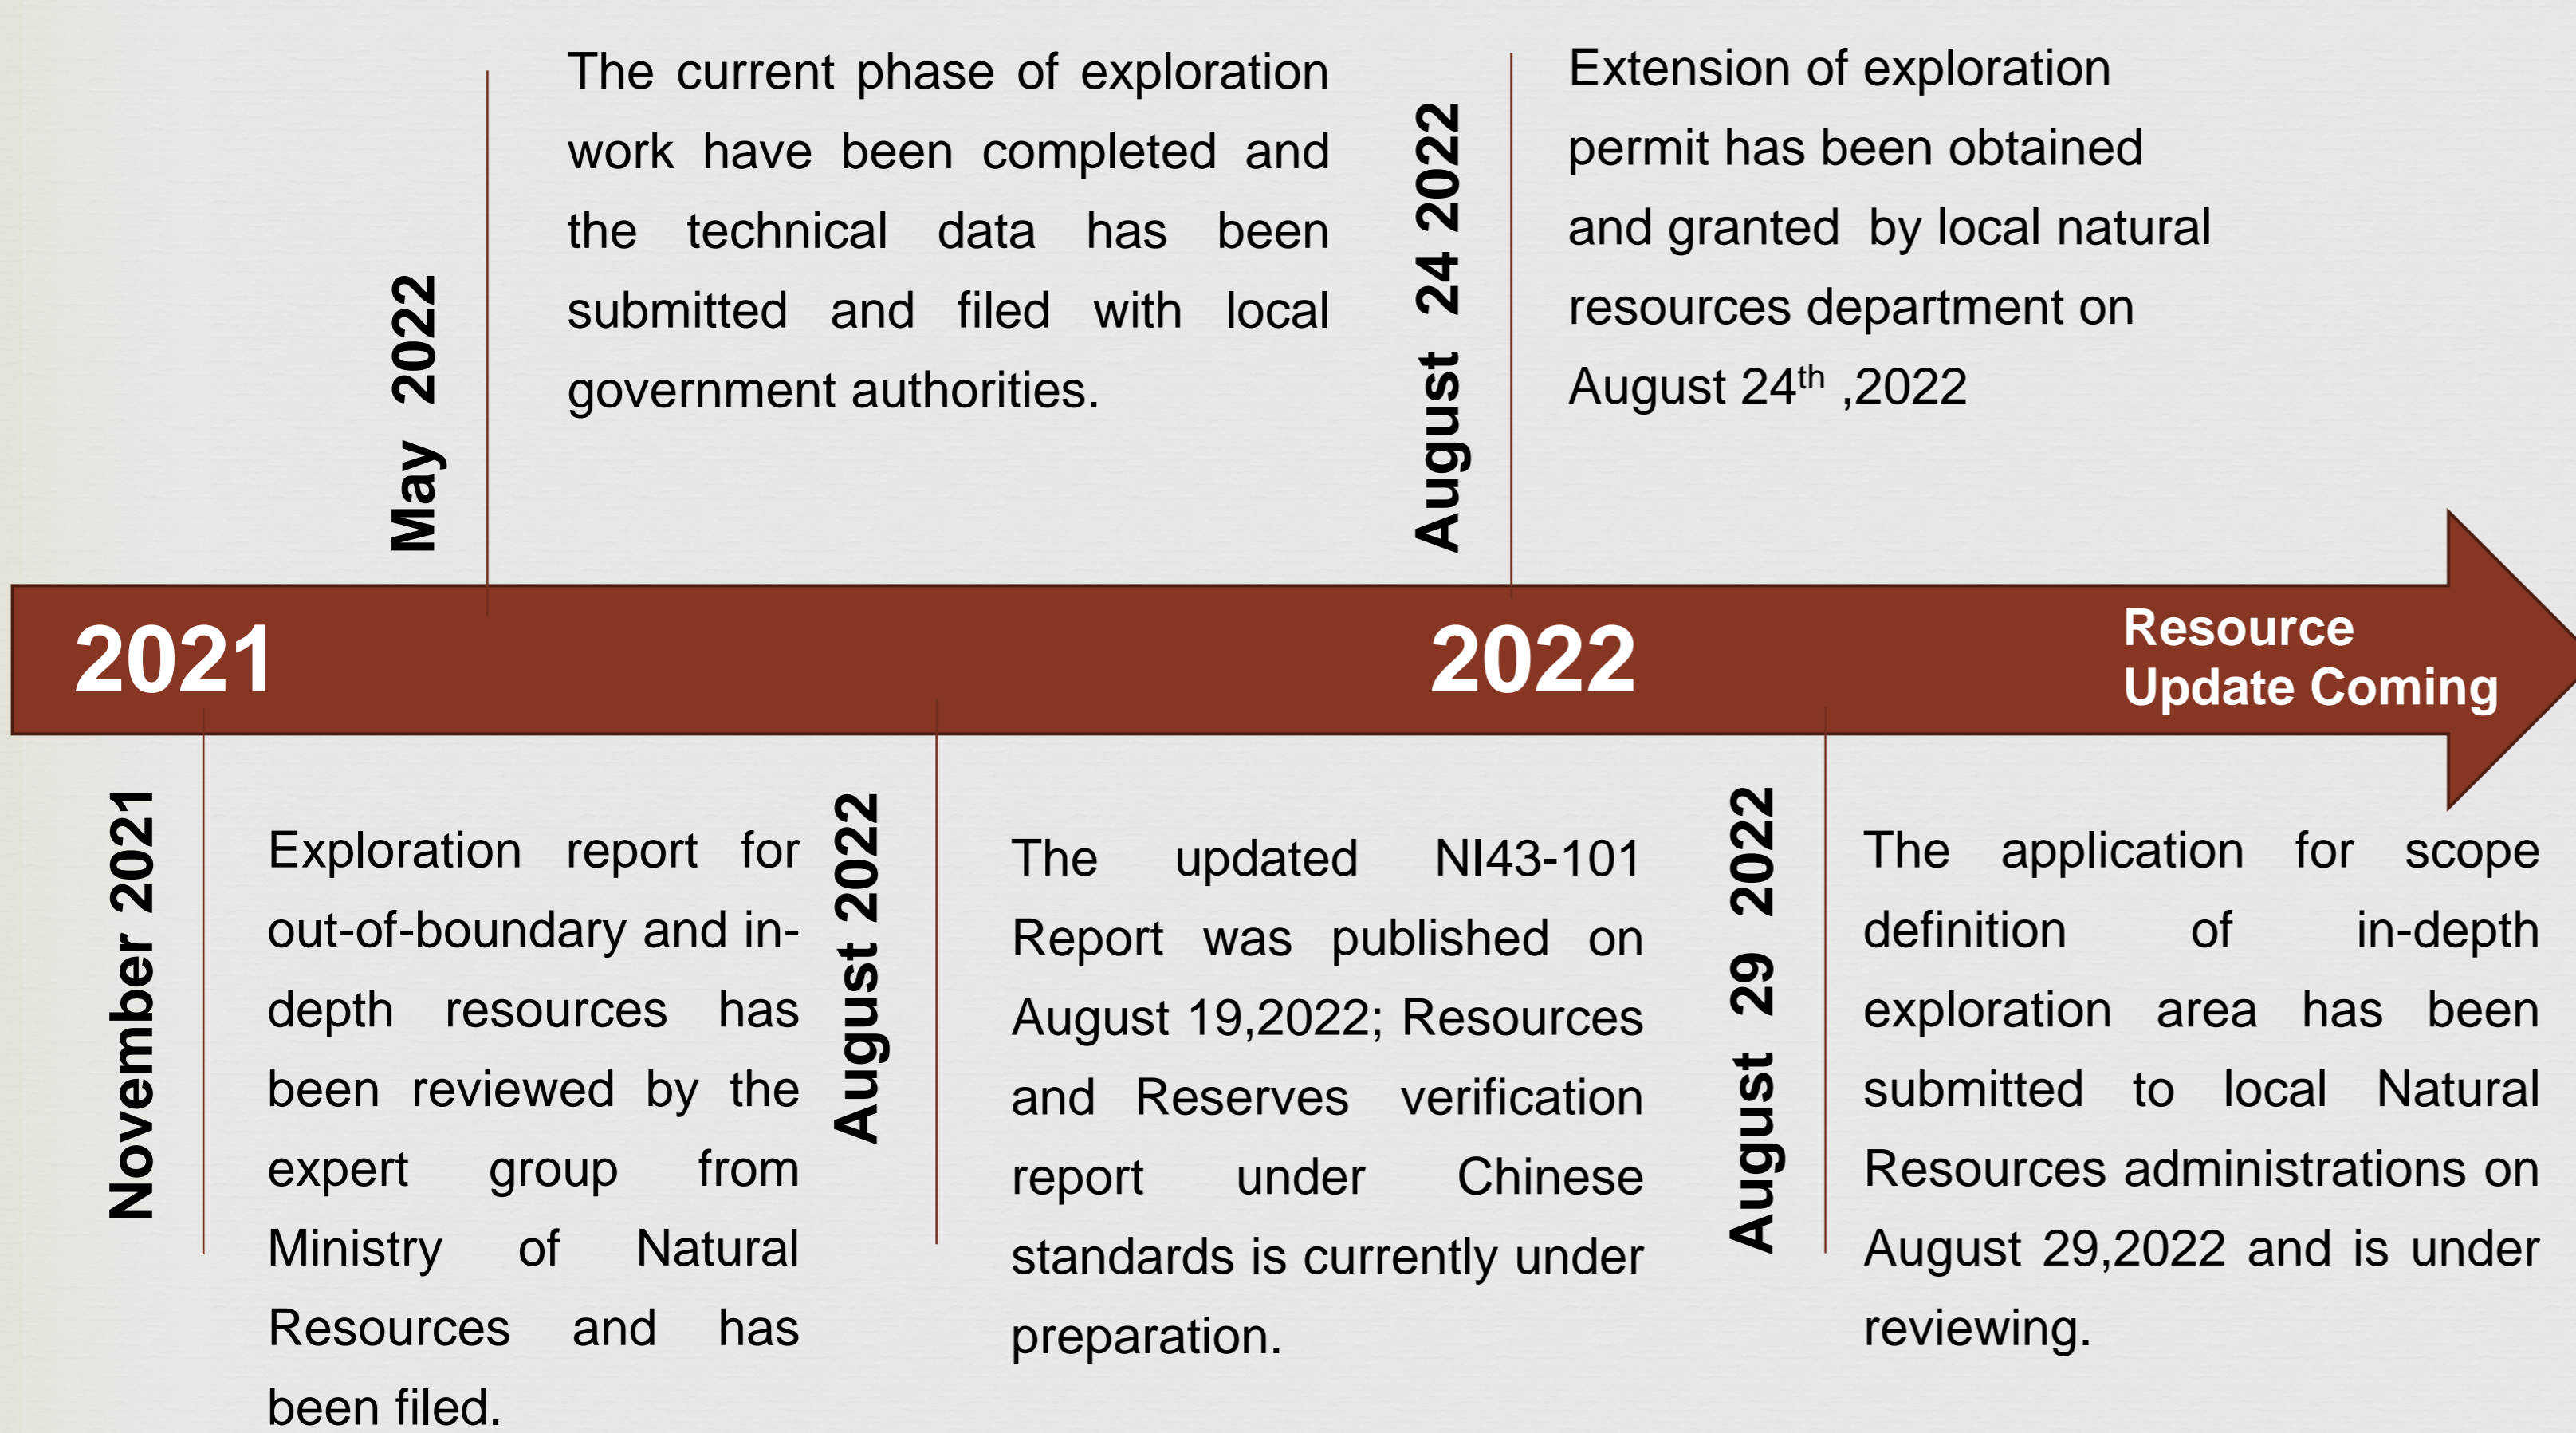 May 2022
The current phase of exploration
work have been completed and
the technical data has been
submitted and filed with local
government authorities.
August 24 2022
Extension of exploration
permit has been obtained
and granted by local natural
resources department on
August 24th ,2022
2021
2022
Resource
Update Coming
November 2021
Exploration report for
out-of-boundary and in-
depth resources has
been reviewed by the
expert group from
Ministry of Natural
Resources and has
been filed.
August 2022
The updated NI43-101
Report was published on
August 19,2022; Resources
and Reserves verification
report under Chinese
standards is currently under
preparation.
August 29 2022
The application for scope
definition of in-depth
exploration area has been
submitted to local Natural
Resources administrations on
August 29,2022 and is under
reviewing.